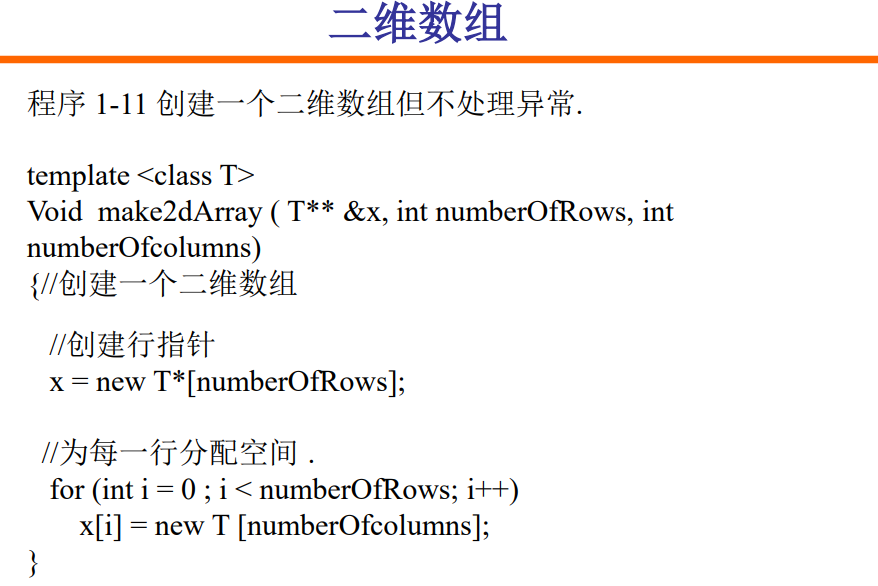 二维数组
程序 1-11 创建一个二维数组但不处理异常.
template <class T>
Void  make2dArray ( T** &x, int numberOfRows, int
numberOfcolumns)
{//创建一个二维数组
//创建行指针
x = new T*[numberOfRows];
//为每一行分配空间 .
for (int i = 0 ; i < numberOfRows; i++)
x[i] = new T [numberOfcolumns];
}